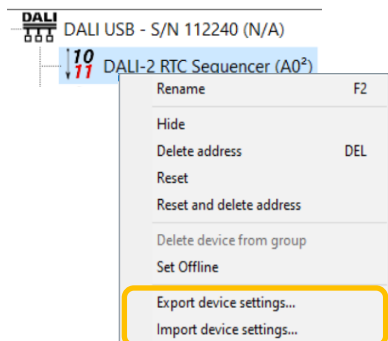 DALI
DALI USB - S/N 112240 (N/A)
10
11
DALI-2 RTC Sequencer (A0²)
Rename F2
Hide
Delete address DEL
Reset
Reset and delete address
Delete device from group
Set Offline
Export device settings...
Import device settings...